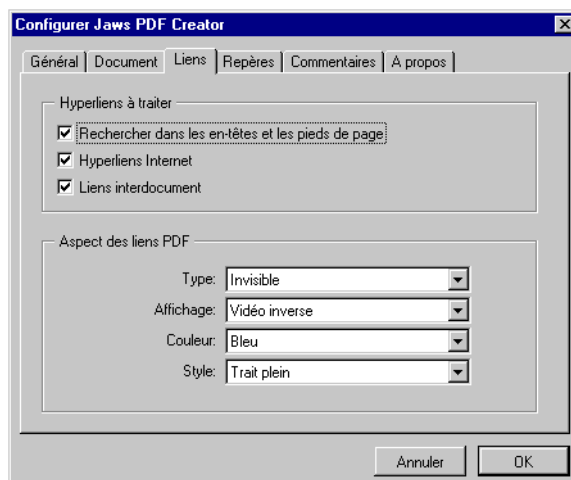 Configurer Jaws PDF Creator
Général Document Liens Repères Commentaires A propos
Hyperliens à traiter
Rechercher dans les en-têtes et les pieds de page
Hyperliens Internet
Liens interdocument
Aspect des liens PDF
Type: Invisible
Affichage: Vidéo inverse
Couleur: Bleu
Style: Trait plein
Annuler OK